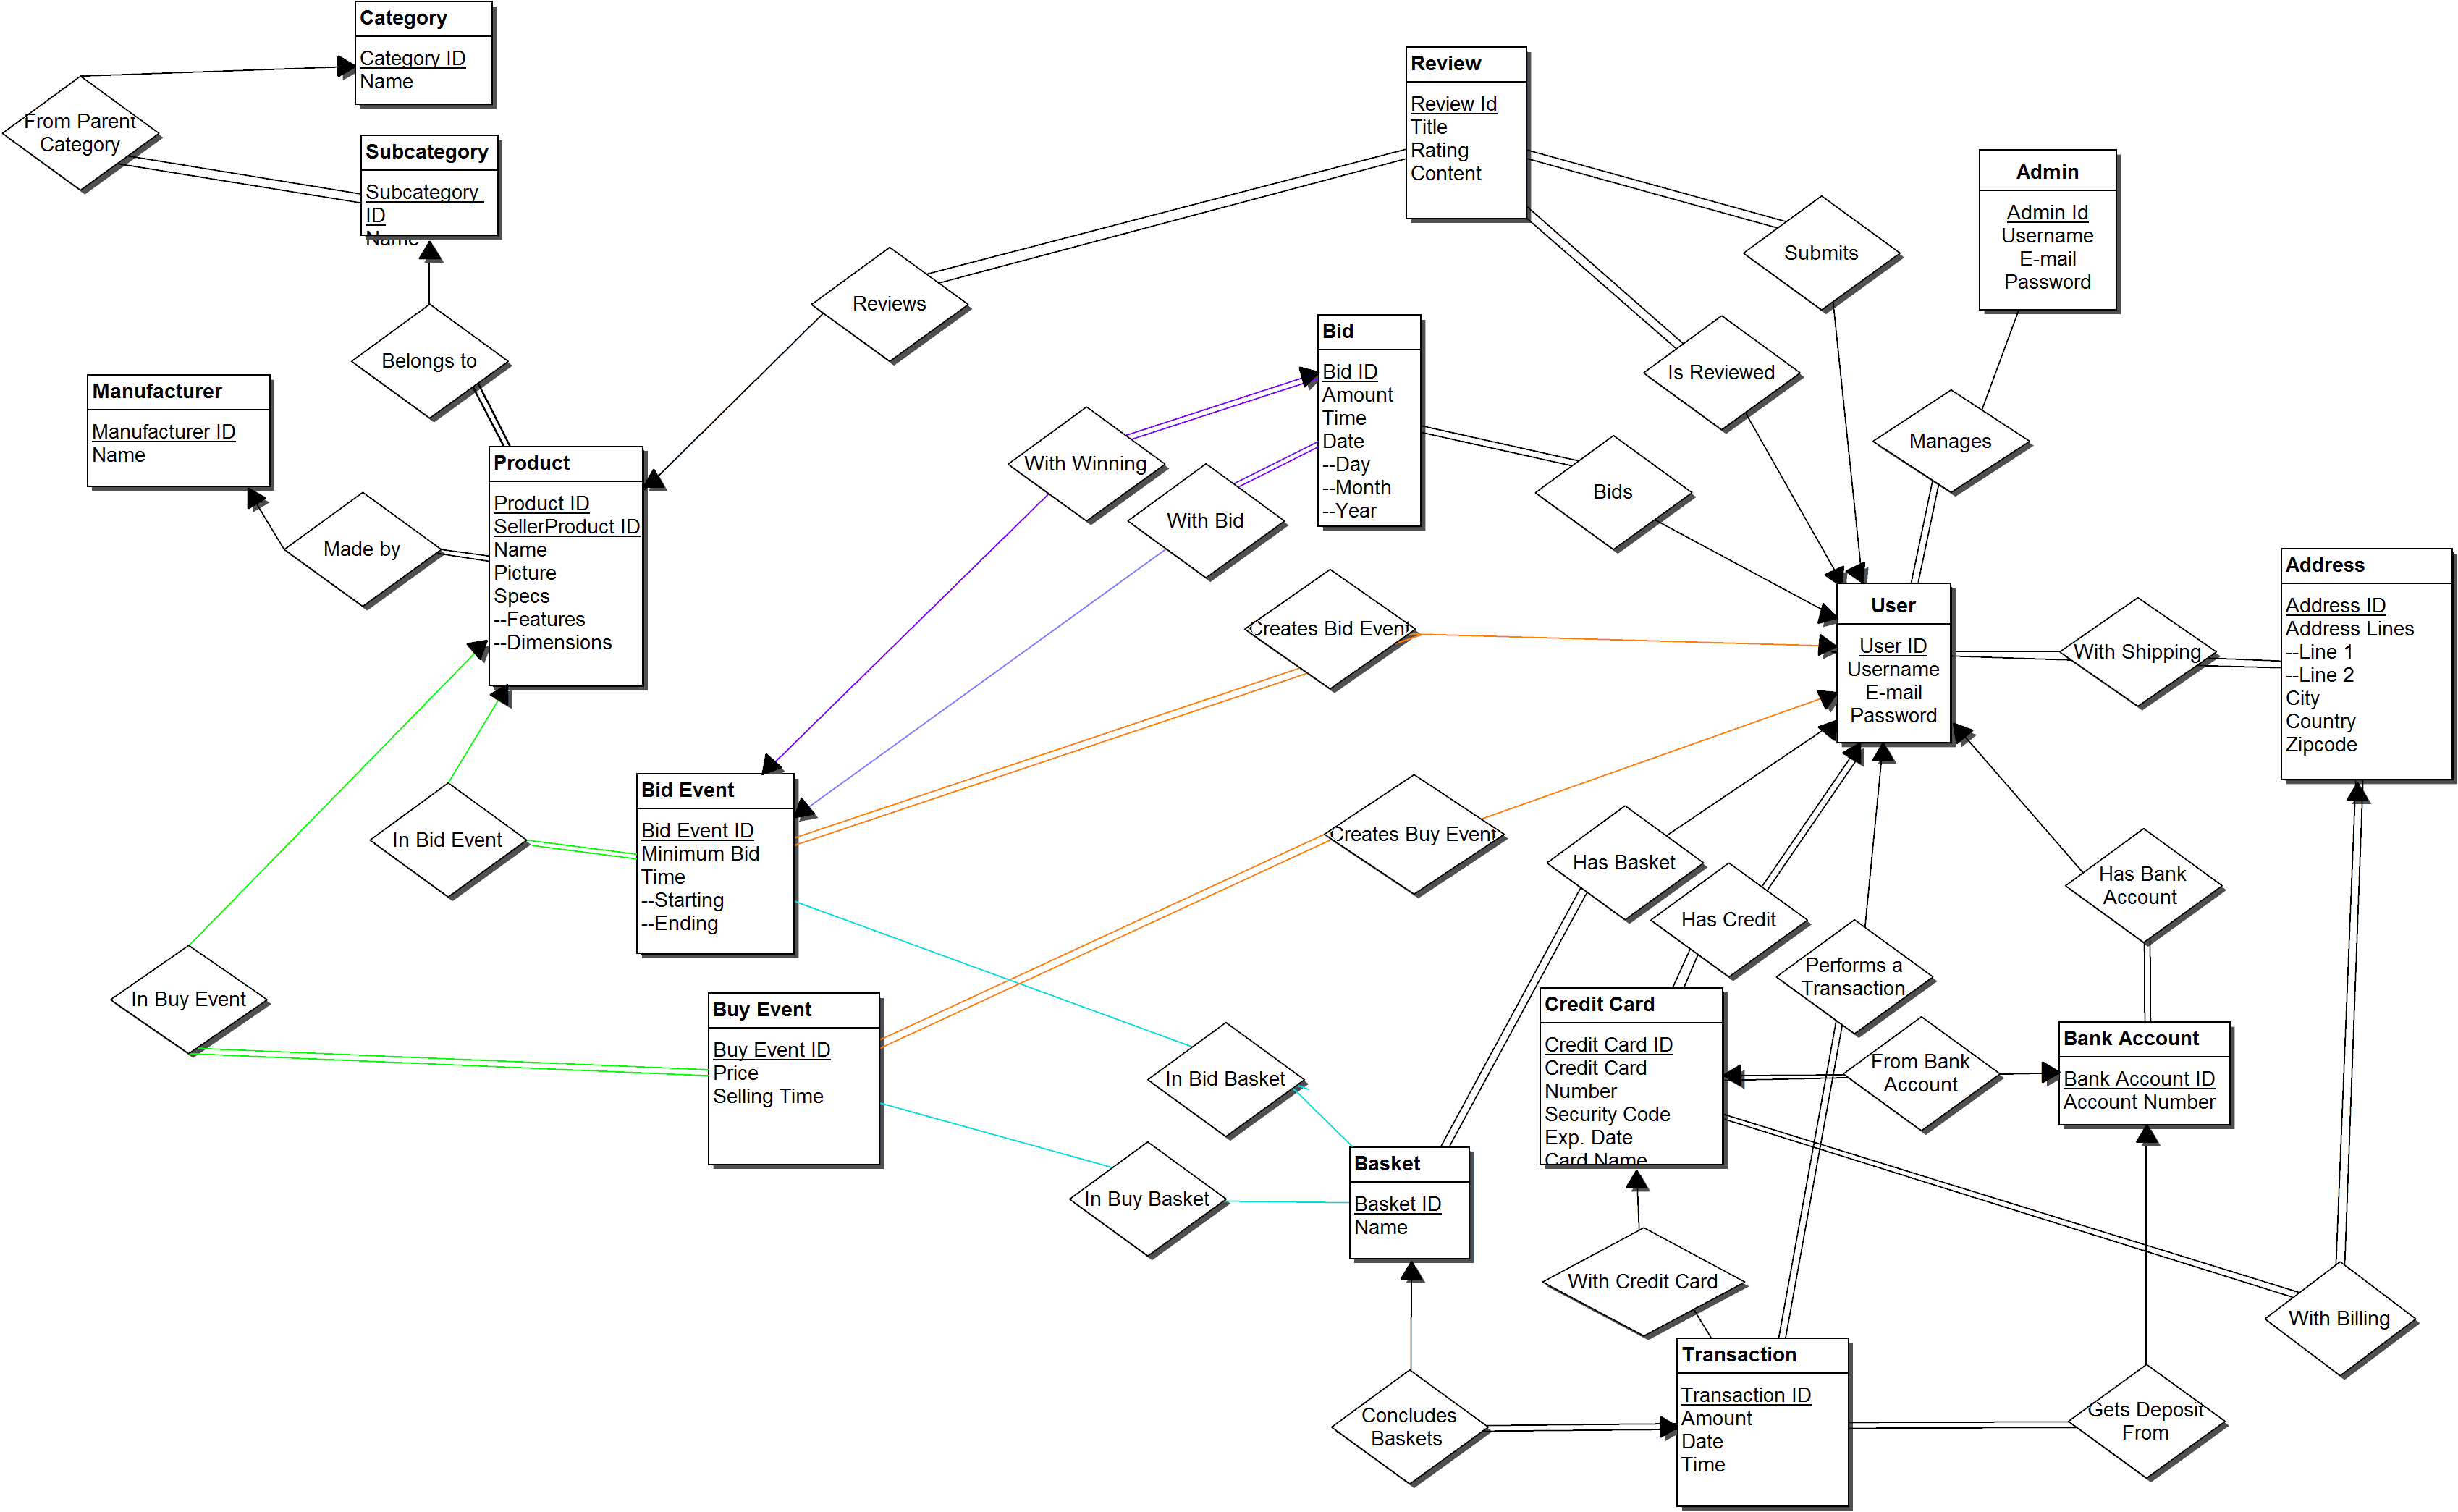 Category
Category ID
Name
From Parent
Category
Subcategory
Subcategory
ID
Name
Belongs to
Manufacturer
Manufacturer ID
Name
Made by
Product
Product ID
SellerProduct ID
Name
Picture
Specs
--Features
--Dimensions
Reviews
Review
Review Id
Title
Rating
Content
Submits
Is Reviewed
Admin
Admin Id
Username
E-mail
Password
Manages
Bid
Bid ID
Amount
Time
Date
--Day
--Month
--Year
With Winning
With Bid
Bids
Creates Bid Event
User
User ID
Username
E-mail
Password
With Shipping
Address
Address ID
Address Lines
--Line 1
--Line 2
City
Country
Zipcode
In Bid Event
Bid Event
Bid Event ID
Minimum Bid
Time
--Starting
--Ending
Creates Buy Event
Has Basket
Has Credit
Performs a
Transaction
Has Bank
Account
In Buy Event
Buy Event
Buy Event ID
Price
Selling Time
In Bid Basket
In Buy Basket
Basket
Basket ID
Name
Credit Card
Credit Card ID
Credit Card
Number
Security Code
Exp. Date
Card Name
From Bank
Account
Bank Account
Bank Account ID
Account Number
With Credit Card
With Billing
Concludes
Baskets
Transaction
Transaction ID
Amount
Date
Time
Gets Deposit
From